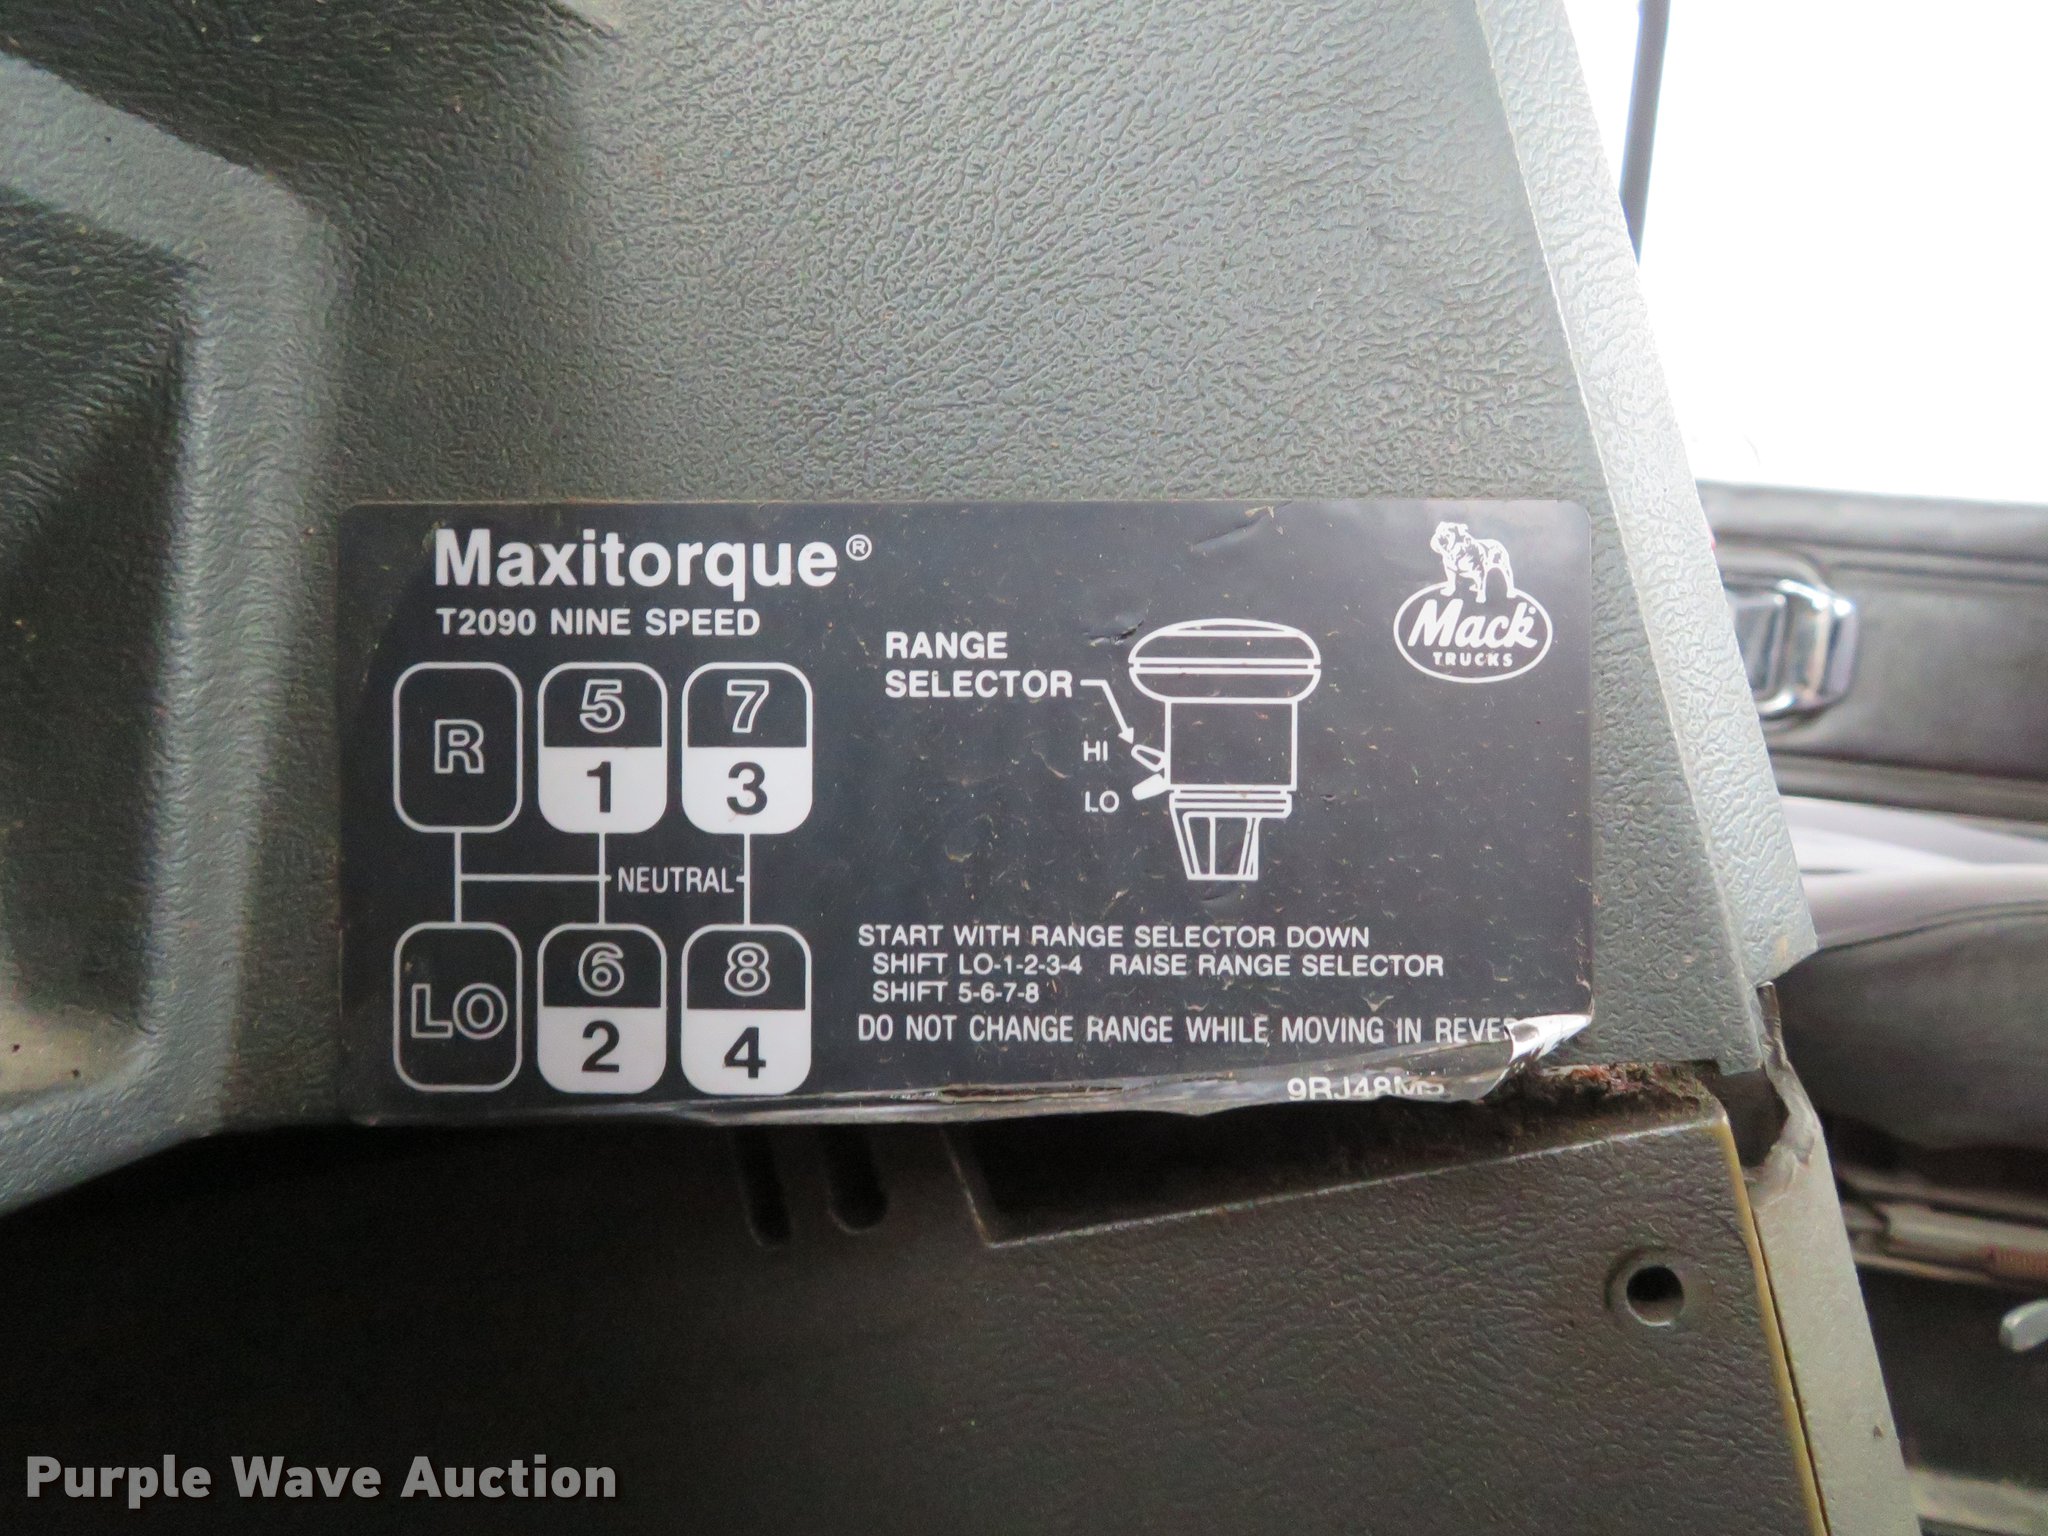 Maxitorque®
T2090 NINE SPEED
R
5
1
7
3
NEUTRAL
LO
6
2
8
4
RANGE
SELECTOR
HI
LO
Mack
TRUCKS
START WITH RANGE SELECTOR DOWN
SHIFT LO-1-2-3-4 RAISE RANGE SELECTOR
SHIFT 5-6-7-8
DO NOT CHANGE RANGE WHILE MOVING IN
Purple Wave Auction